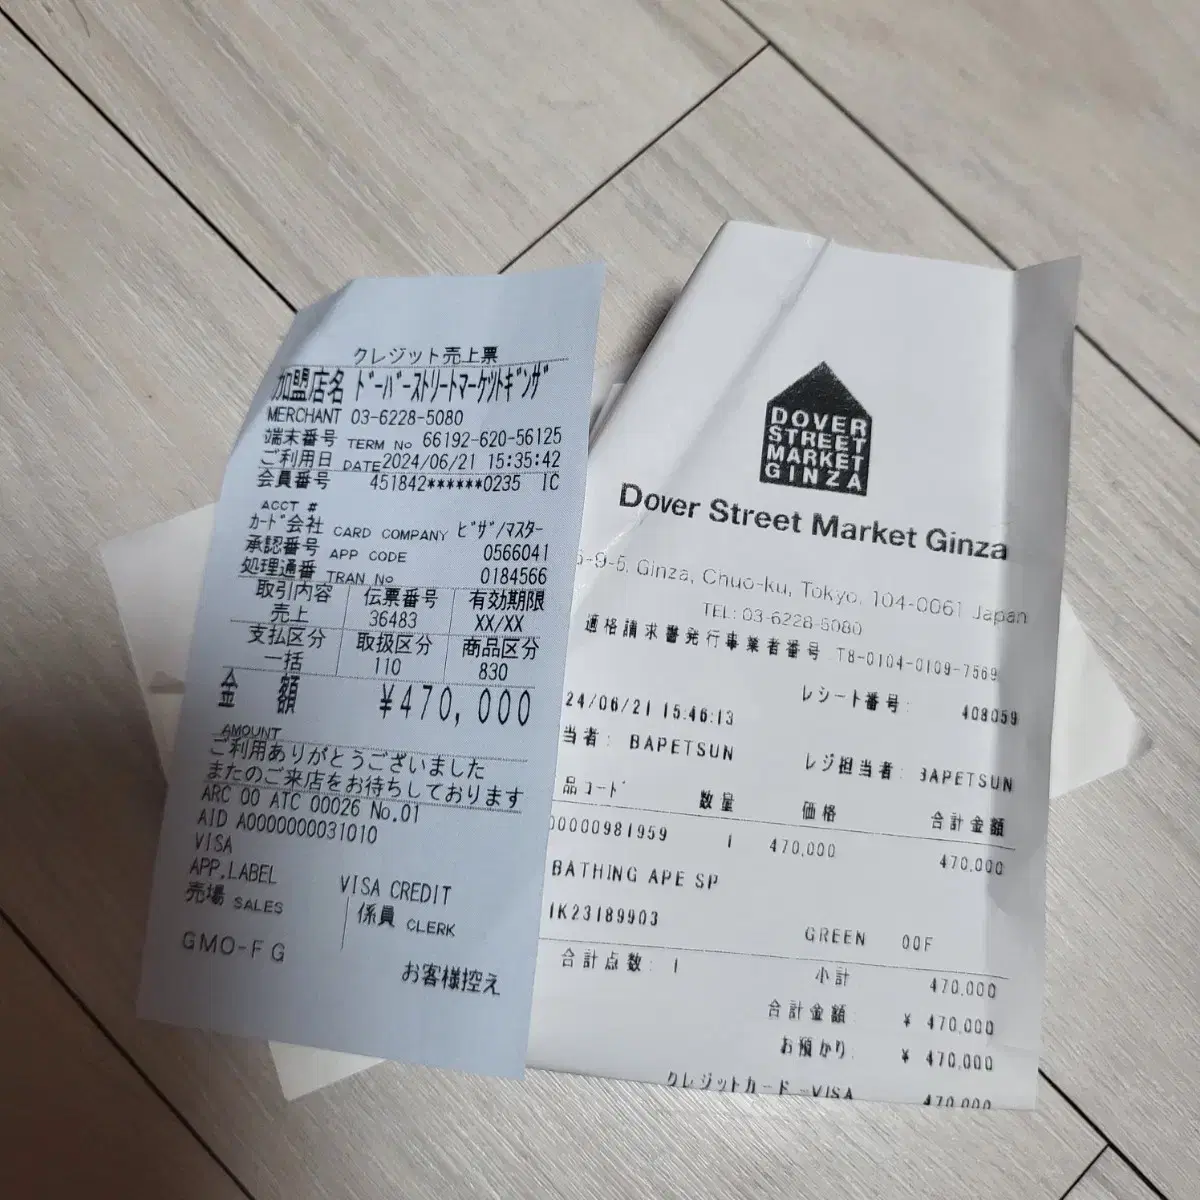 クレジット売上票
加盟店名 ドーバーストリートマーケットギンザ
MERCHANT 03-6228-5080
端末番号 TERM No 66192-620-56125
ご利用日 DATE 2024/06/21 15:35:42
会員番号 451842******0235 IC
ACCT #
カード会社 CARD COMPANY ビザ/マスター
承認番号 APP CODE 0566041
処理通番 TRAN No 0184566
取引内容 伝票番号 有効期限
売上 36483 XX/XX
支払区分 取扱区分 商品区分
一括 110 830
金額 ¥470,000
AMOUNT
ご利用ありがとうございました
またのご来店をお待ちしております
ARC 00 ATC 00026 No.01
AID A0000000031010
VISA
APP.LABEL VISA CREDIT
売場 SALES 係員 CLERK
GMO-FG
お客様控え
DOVER
STREET
MARKET
GINZA
Dover Street Market Ginza
6-9-5, Ginza, Chuo-ku, Tokyo, 104-0061 Japan
TEL: 03-6228-5080
適格請求書発行事業者番号 T8-0104-0109-7569
レシート番号: 408059
24/06/21 15:46:13
当者: BAPETSUN レジ担当者: BAPETSUN
品コード 数量 価格 合計金額
00000981959 1 470,000 470,000
BATHING APE SP
1K23189903 GREEN 00F
合計点数: 1 小計 470,000
合計金額 ¥ 470,000
お預かり: ¥ 470,000
クレジットカード-VISA 470,000